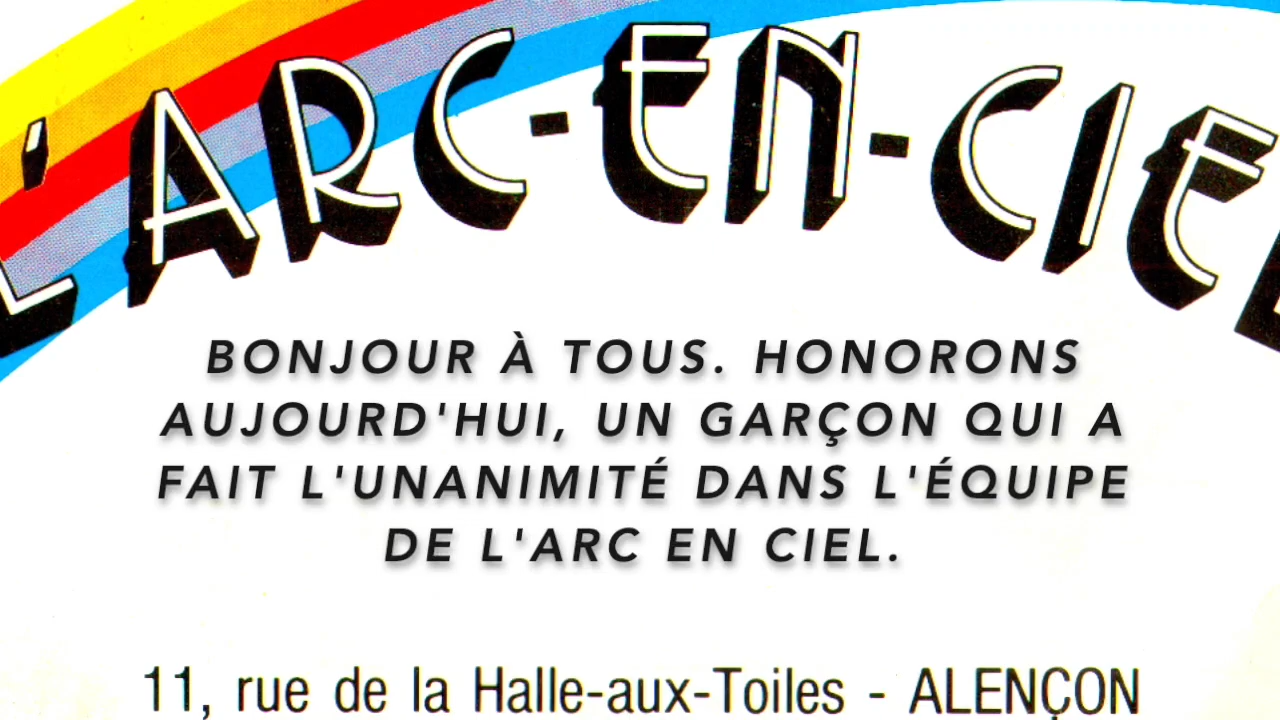 L'ARC-EN-CIEL
BONJOUR À TOUS. HONORONS
AUJOURD'HUI, UN GARÇON QUI A
FAIT L'UNANIMITÉ DANS L'ÉQUIPE
DE L'ARC EN CIEL.
11, rue de la Halle-aux-Toiles - ALENÇON